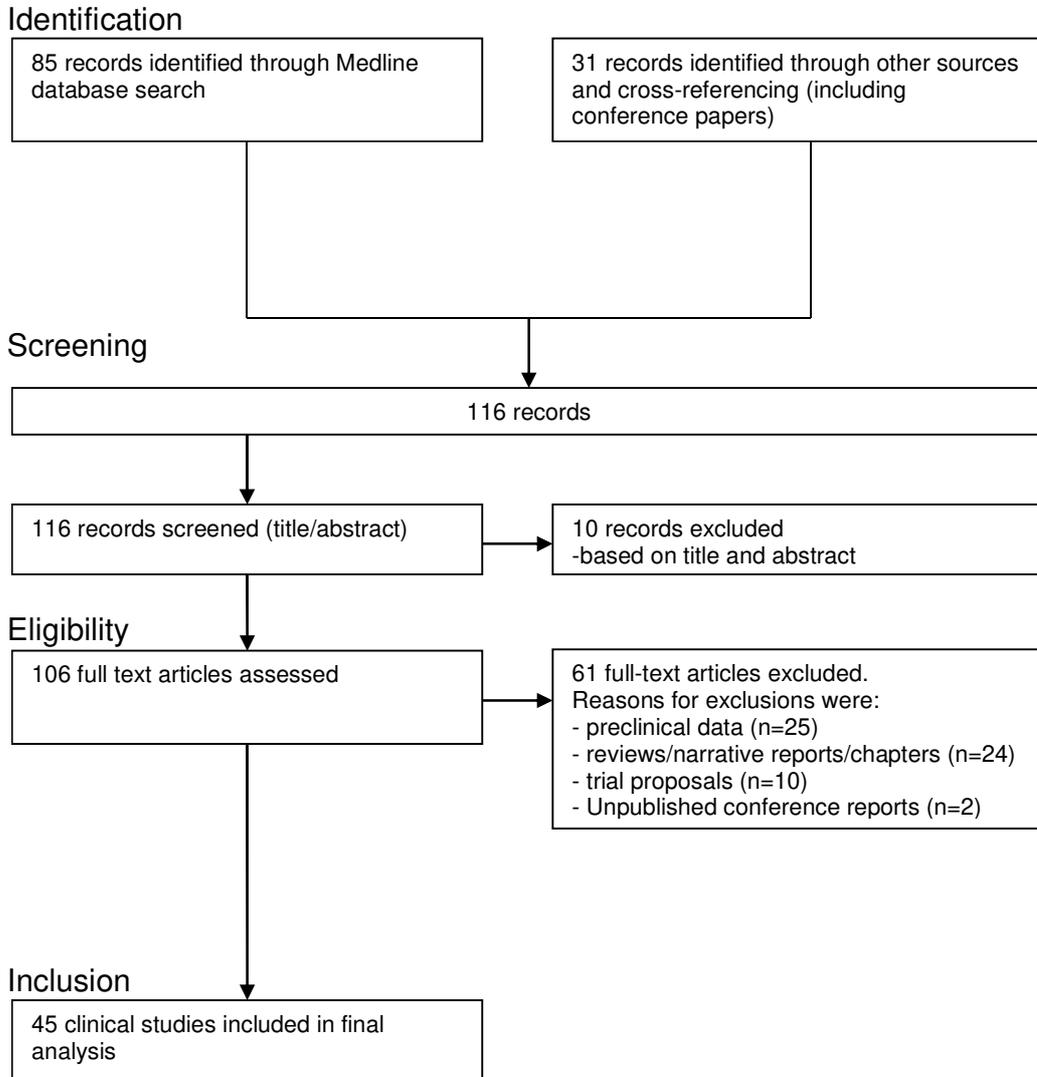 Identification
85 records identified through Medline
database search
31 records identified through other sources
and cross-referencing (including
conference papers)
Screening
116 records
116 records screened (title/abstract)
10 records excluded
-based on title and abstract
Eligibility
106 full text articles assessed
61 full-text articles excluded.
Reasons for exclusions were:
- preclinical data (n=25)
- reviews/narrative reports/chapters (n=24)
- trial proposals (n=10)
- Unpublished conference reports (n=2)
Inclusion
45 clinical studies included in final
analysis